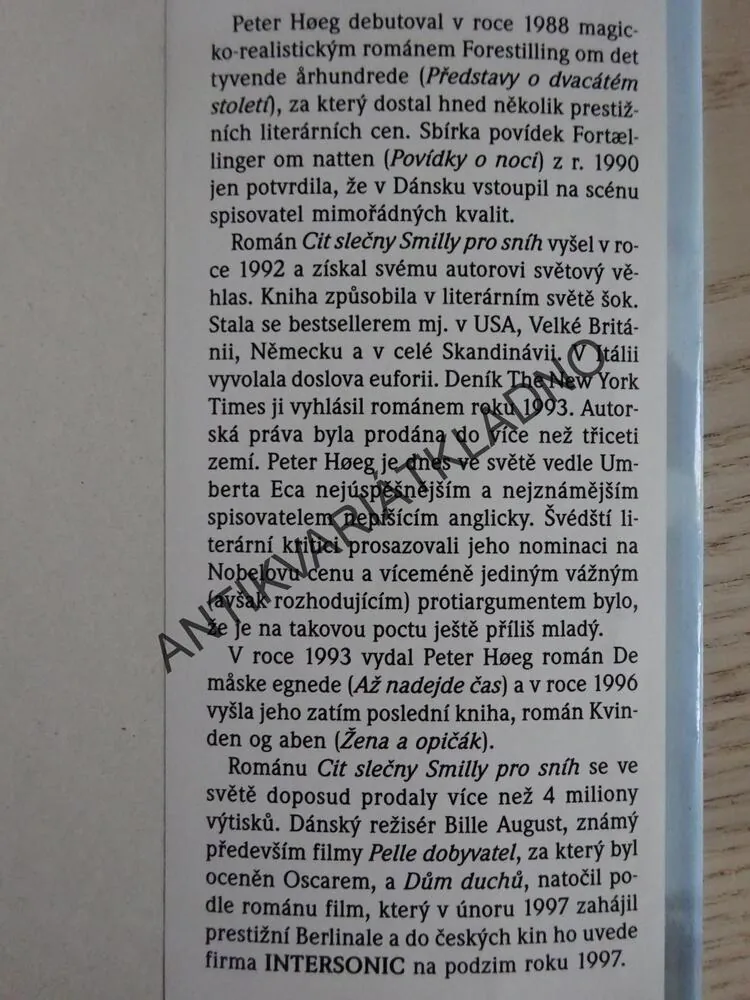 Peter Høeg debutoval v roce 1988 magic-
ko-realistickým románem Forestilling om det
tyvende århundrede (Představy o dvacátém
století), za který dostal hned několik prestiž-
ních literárních cen. Sbírka povídek Fortæl-
linger om natten (Povídky o noci) z r. 1990
jen potvrdila, že v Dánsku vstoupil na scénu
spisovatel mimořádných kvalit.
Román Cit slečny Smilly pro sníh vyšel v ro-
ce 1992 a získal svému autorovi světový vě-
hlas. Kniha způsobila v literárním světě šok.
Stala se bestsellerem mj. v USA, Velké Britá-
nii, Německu a v celé Skandinávii. V Itálii
vyvolala doslova euforii. Deník The New York
Times ji vyhlásil románem roku 1993. Autor-
ská práva byla prodána do více než třiceti
zemí. Peter Høeg je dnes ve světě vedle Um-
berta Eca nejúspěšnějším a nejznámějším
spisovatelem nepíšícím anglicky. Švédští li-
terární kritici prosazovali jeho nominaci na
Nobelovu cenu a víceméně jediným vážným
(avšak rozhodujícím) protiargumentem bylo,
že je na takovou poctu ještě příliš mladý.
V roce 1993 vydal Peter Høeg román De
måske egnede (Až nadejde čas) a v roce 1996
vyšla jeho zatím poslední kniha, román Kvin-
den og aben (Žena a opičák).
Románu Cit slečny Smilly pro sníh se ve
světě doposud prodaly více než 4 miliony
výtisků. Dánský režisér Bille August, známý
především filmy Pelle dobyvatel, za který byl
oceněn Oscarem, a Dům duchů, natočil po-
dle románu film, který v únoru 1997 zahájil
prestižní Berlinale a do českých kin ho uvede
firma INTERSONIC na podzim roku 1997.
ANTIKVARIÁTKLADNO